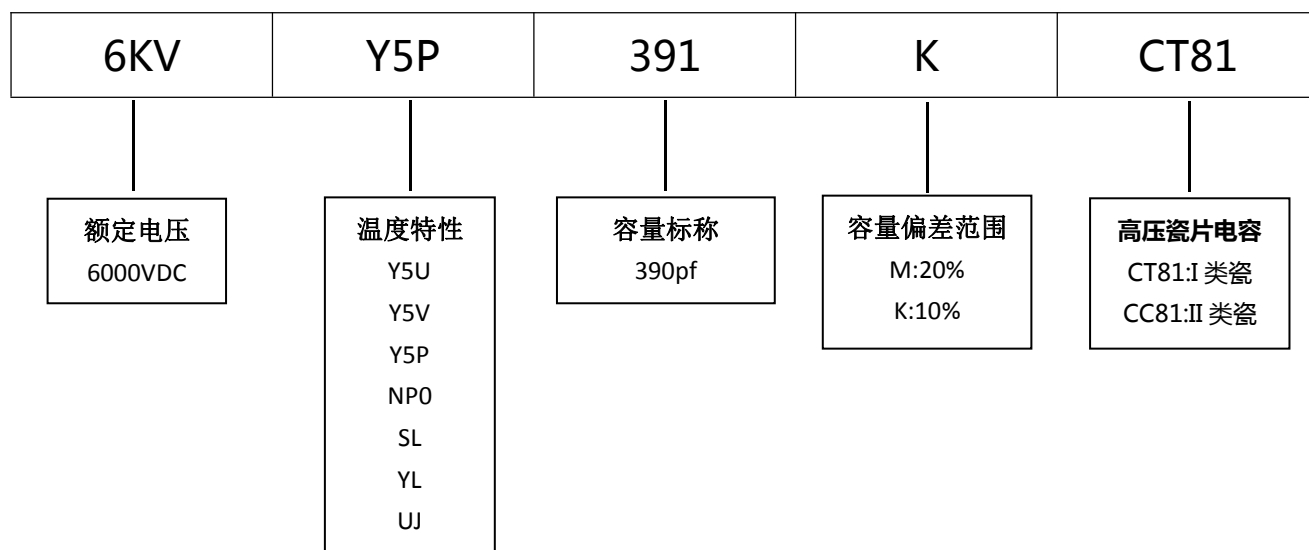 6KV
Y5P
391
K
CT81
额定电压
6000VDC
温度特性
Y5U
Y5V
Y5P
NP0
SL
YL
UJ
容量标称
390pf
容量偏差范围
M:20%
K:10%
高压瓷片电容
CT81:I 类瓷
CC81:II 类瓷